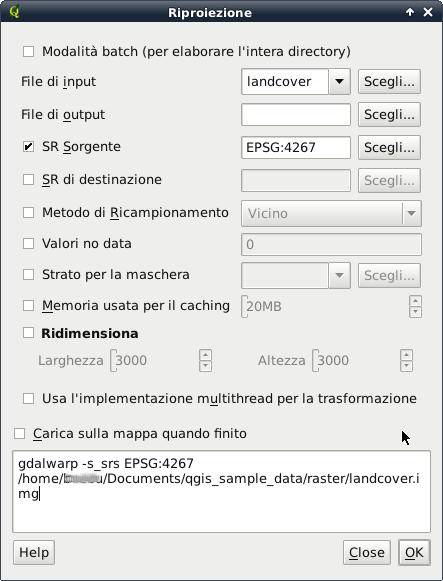 Riproiezione
Modalità batch (per elaborare l'intera directory)
File di input landcover Scegli...
File di output Scegli...
SR Sorgente EPSG:4267 Scegli...
SR di destinazione Scegli...
Metodo di Ricampionamento Vicino
Valori no data 0
Strato per la maschera Scegli...
Memoria usata per il caching 20MB
Ridimensiona
Larghezza 3000 Altezza 3000
Usa l'implementazione multithread per la trasformazione
Carica sulla mappa quando finito
gdalwarp -s_srs EPSG:4267
/home/ /Documents/qgis_sample_data/raster/landcover.i
mg
Help Close OK